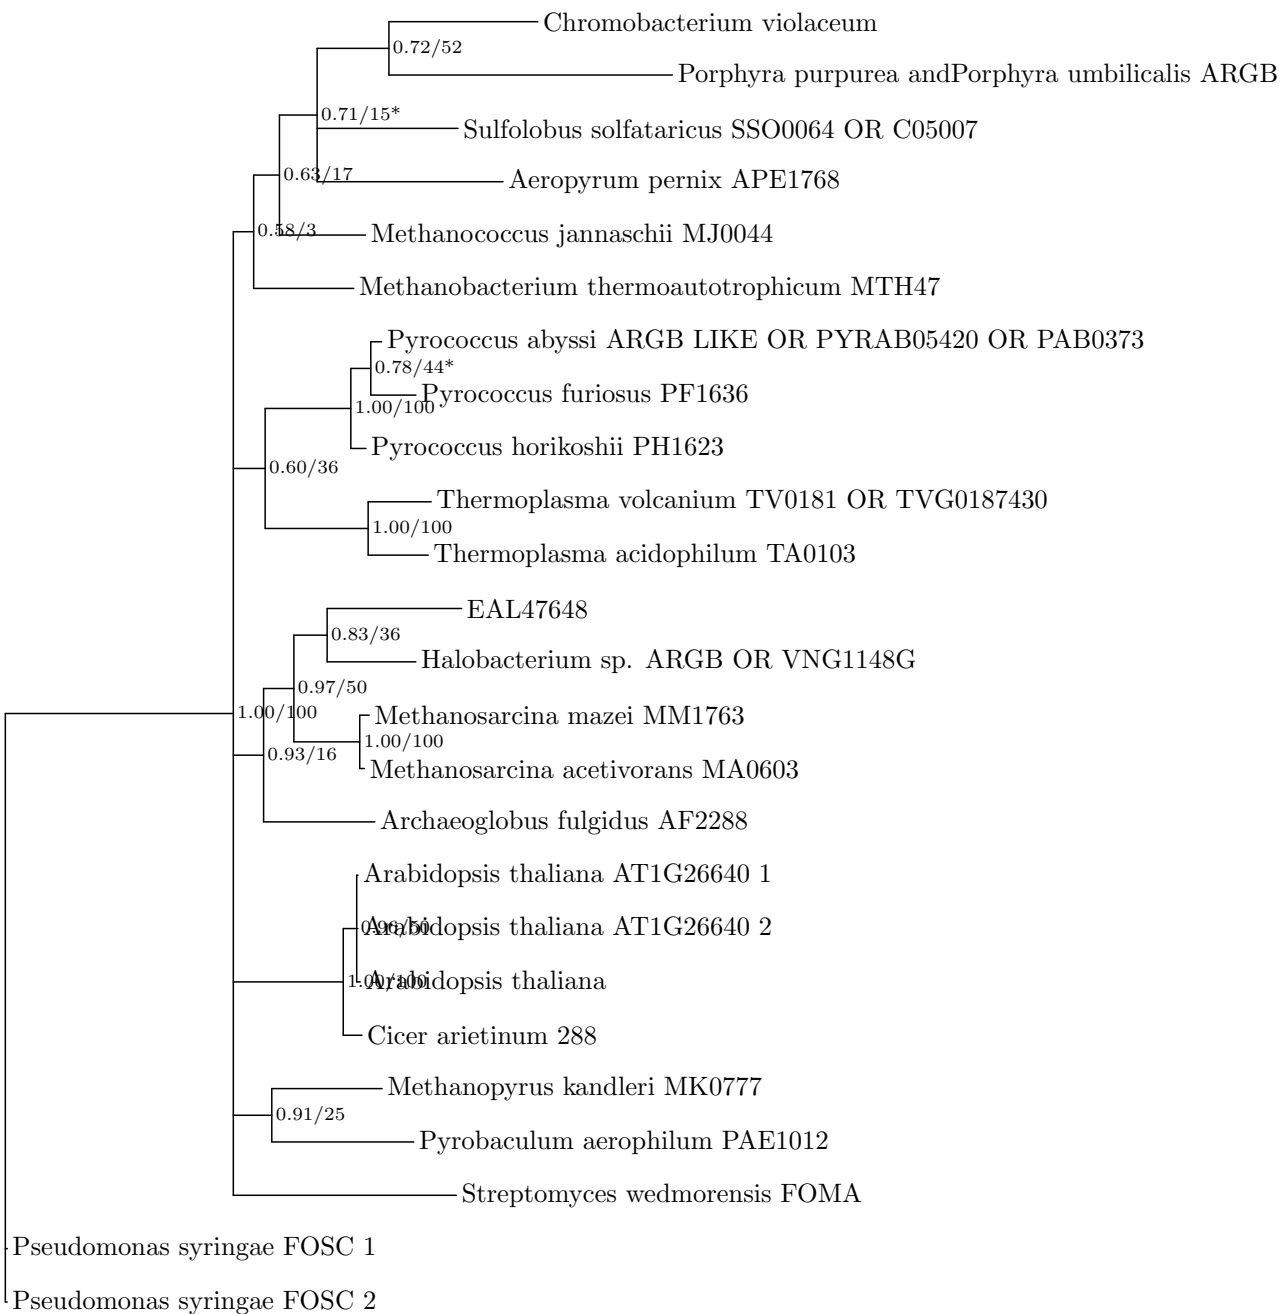 Chromobacterium violaceum
0.72/52
Porphyra purpurea andPorphyra umbilicalis ARGB
0.71/15*
Sulfolobus solfataricus SSO0064 OR C05007
0.63/17
Aeropyrum pernix APE1768
0.58/3
Methanococcus jannaschii MJ0044
Methanobacterium thermoautotrophicum MTH47
Pyrococcus abyssi ARGB LIKE OR PYRAB05420 OR PAB0373
0.78/44*
Pyrococcus furiosus PF1636
1.00/100
Pyrococcus horikoshii PH1623
0.60/36
Thermoplasma volcanium TV0181 OR TVG0187430
1.00/100
Thermoplasma acidophilum TA0103
EAL47648
0.83/36
Halobacterium sp. ARGB OR VNG1148G
0.97/50
1.00/100
Methanosarcina mazei MM1763
1.00/100
0.93/16
Methanosarcina acetivorans MA0603
Archaeoglobus fulgidus AF2288
Arabidopsis thaliana AT1G26640 1
0.96/50
Arabidopsis thaliana AT1G26640 2
1.00/100
Arabidopsis thaliana
Cicer arietinum 288
Methanopyrus kandleri MK0777
0.91/25
Pyrobaculum aerophilum PAE1012
Streptomyces wedmorensis FOMA
Pseudomonas syringae FOSC 1
Pseudomonas syringae FOSC 2